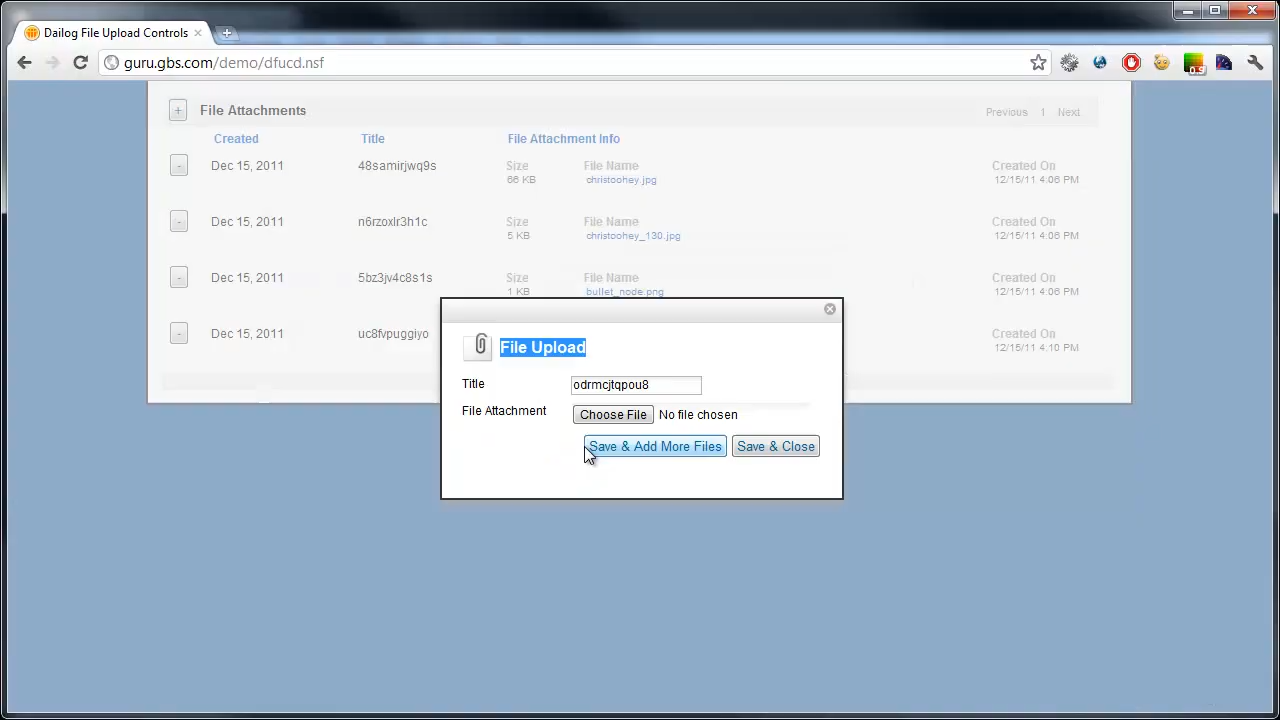 Dailog File Upload Controls
guru.gbs.com/demo/dfucd.nsf
0.3
+ File Attachments Previous 1 Next
Created Title File Attachment Info
- Dec 15, 2011 48samirjwq9s Size File Name Created On
66 KB christoohey.jpg 12/15/11 4:06 PM
- Dec 15, 2011 n6rzoxlr3h1c Size File Name Created On
5 KB christoohey_130.jpg 12/15/11 4:06 PM
- Dec 15, 2011 5bz3jv4c8s1s Size File Name Created On
1 KB bullet_node.png 12/15/11 4:06 PM
- Dec 15, 2011 uc8fvpuggiyo Created On
12/15/11 4:10 PM
File Upload
Title odrmcjtqpou8
File Attachment Choose File No file chosen
Save & Add More Files Save & Close